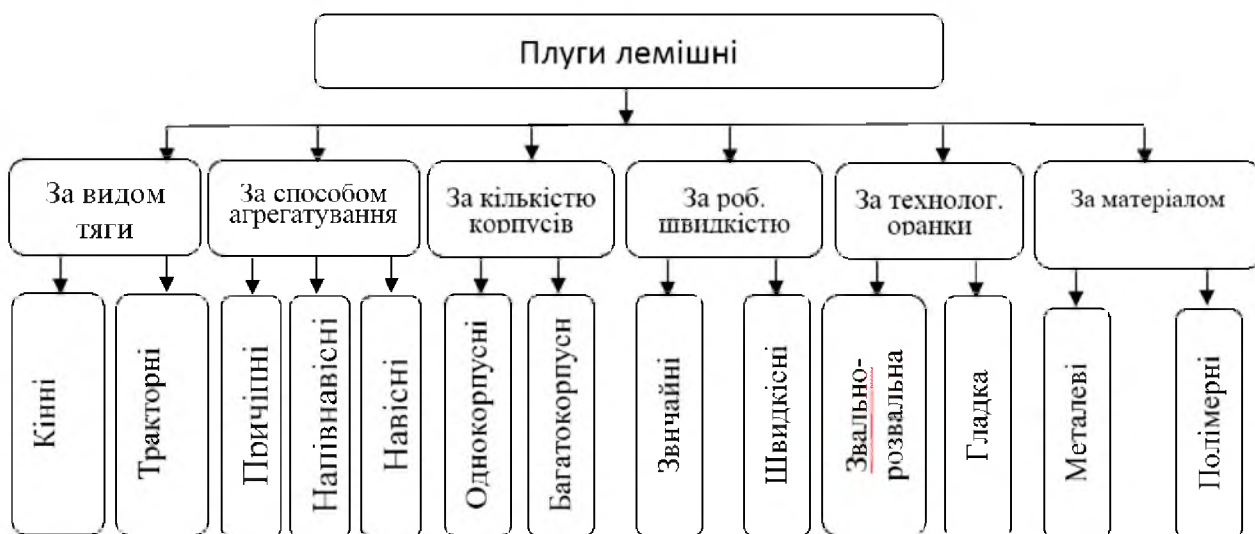 Плуги лемішні
За видом
тяги
За способом
агрегатування
За кількістю
корпусів
За роб.
швидкістю
За технолог.
оранки
За матеріалом
Кінні
Тракторні
Причіпні
Напівнавісні
Навісні
Однокорпусні
Багатокорпусн
Звичайні
Швидкісні
Звально-
розвальна
Гладка
Металеві
Полімерні